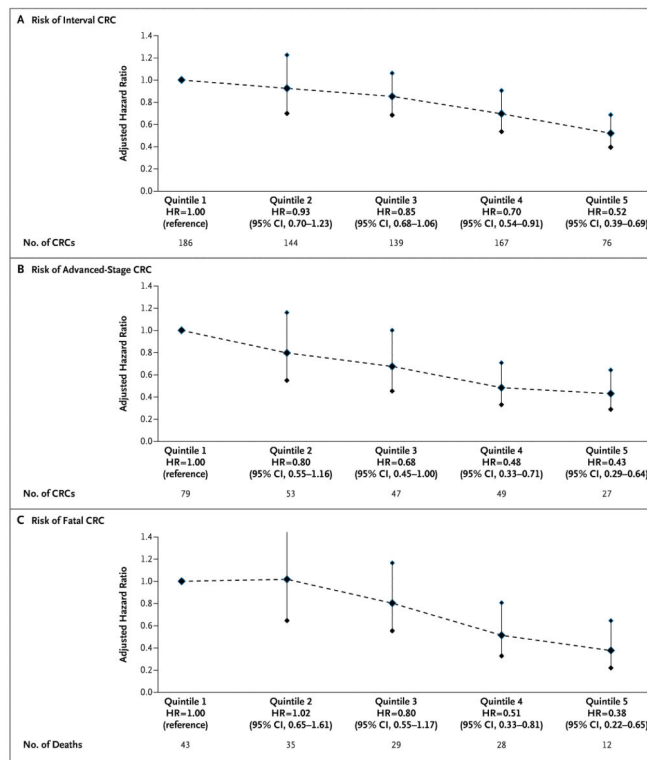 A Risk of Interval CRC
Adjusted Hazard Ratio
1.4
1.2
1.0
0.8
0.6
0.4
0.2
0.0
Quintile 1 Quintile 2 Quintile 3 Quintile 4 Quintile 5
HR=1.00 HR=0.93 HR=0.85 HR=0.70 HR=0.52
(reference) (95% CI, 0.70–1.23) (95% CI, 0.68–1.06) (95% CI, 0.54–0.91) (95% CI, 0.39–0.69)
No. of CRCs 186 144 139 167 76
B Risk of Advanced-Stage CRC
Adjusted Hazard Ratio
1.4
1.2
1.0
0.8
0.6
0.4
0.2
0.0
Quintile 1 Quintile 2 Quintile 3 Quintile 4 Quintile 5
HR=1.00 HR=0.80 HR=0.68 HR=0.48 HR=0.43
(reference) (95% CI, 0.55–1.16) (95% CI, 0.45–1.00) (95% CI, 0.33–0.71) (95% CI, 0.29–0.64)
No. of CRCs 79 53 47 49 27
C Risk of Fatal CRC
Adjusted Hazard Ratio
1.4
1.2
1.0
0.8
0.6
0.4
0.2
0.0
Quintile 1 Quintile 2 Quintile 3 Quintile 4 Quintile 5
HR=1.00 HR=1.02 HR=0.80 HR=0.51 HR=0.38
(reference) (95% CI, 0.65–1.61) (95% CI, 0.55–1.17) (95% CI, 0.33–0.81) (95% CI, 0.22–0.65)
No. of Deaths 43 35 29 28 12